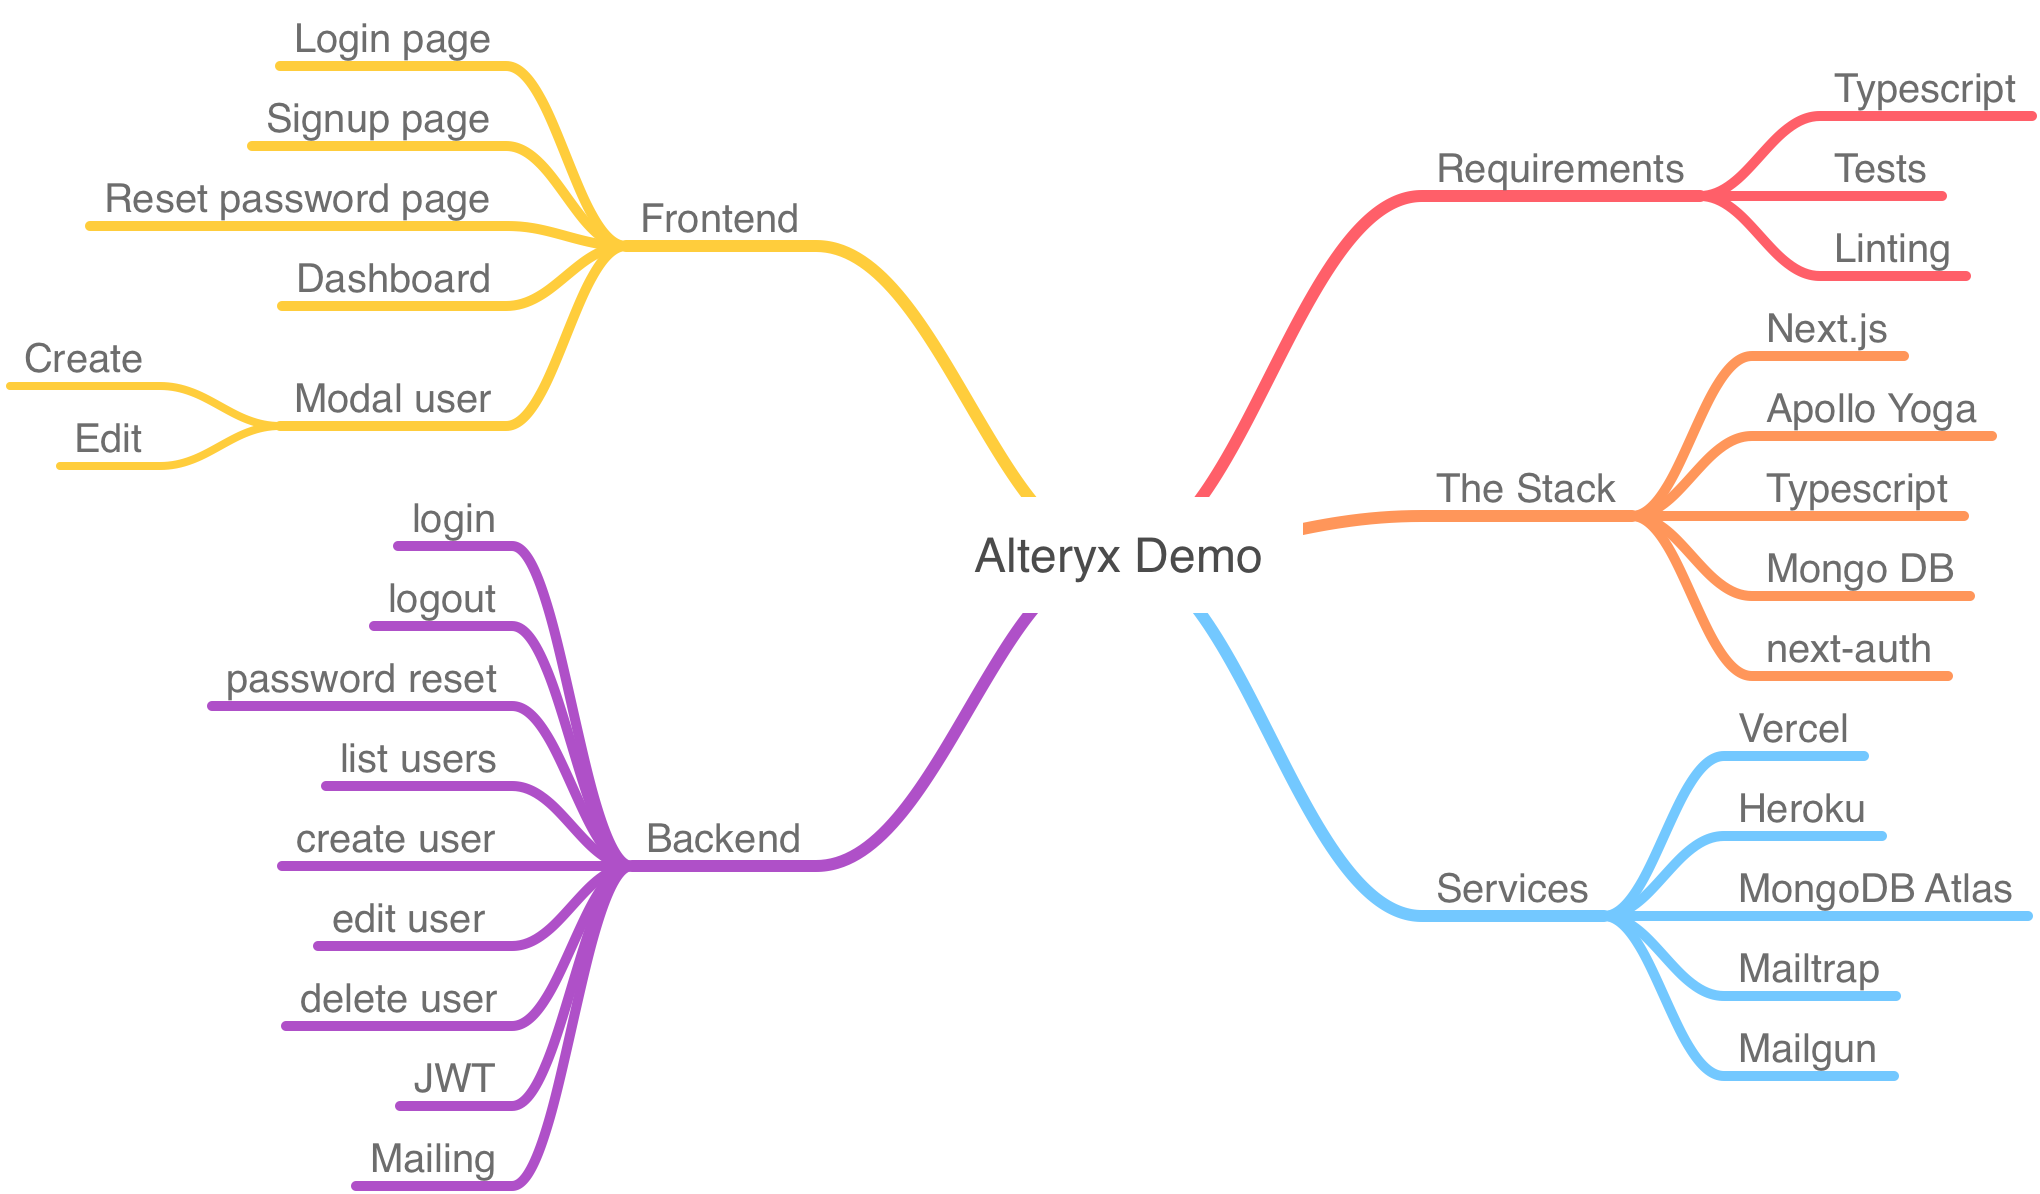 Alteryx Demo
Requirements
Typescript
Tests
Linting
The Stack
Next.js
Apollo Yoga
Typescript
Mongo DB
next-auth
Services
Vercel
Heroku
MongoDB Atlas
Mailtrap
Mailgun
Frontend
Login page
Signup page
Reset password page
Dashboard
Modal user
Create
Edit
Backend
login
logout
password reset
list users
create user
edit user
delete user
JWT
Mailing